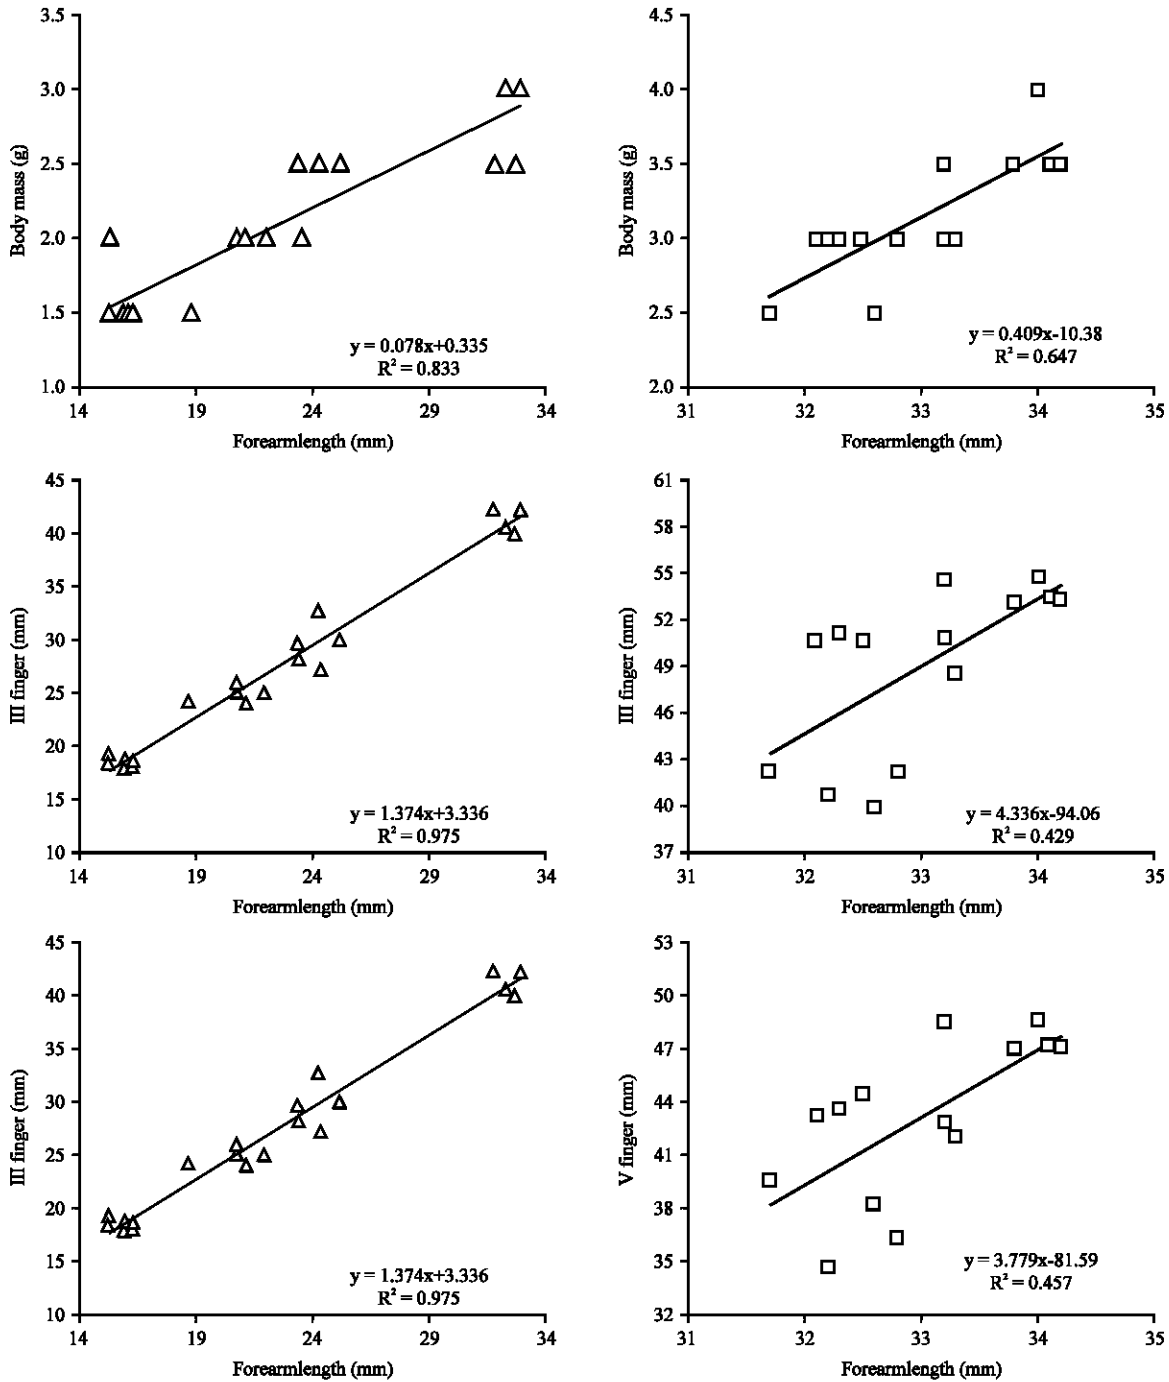 3.5
3.0
2.5
2.0
1.5
1.0
Body mass (g)
y = 0.078x+0.335
R² = 0.833
14 19 24 29 34
Forearmlength (mm)
4.5
4.0
3.5
3.0
2.5
2.0
Body mass (g)
y = 0.409x-10.38
R² = 0.647
31 32 33 34 35
Forearmlength (mm)
45
40
35
30
25
20
15
10
III finger (mm)
y = 1.374x+3.336
R² = 0.975
14 19 24 29 34
Forearmlength (mm)
61
58
55
52
49
46
43
40
37
III finger (mm)
y = 4.336x-94.06
R² = 0.429
31 32 33 34 35
Forearmlength (mm)
45
40
35
30
25
20
15
10
III finger (mm)
y = 1.374x+3.336
R² = 0.975
14 19 24 29 34
Forearmlength (mm)
53
50
47
44
41
38
35
32
V finger (mm)
y = 3.779x-81.59
R² = 0.457
31 32 33 34 35
Forearmlength (mm)